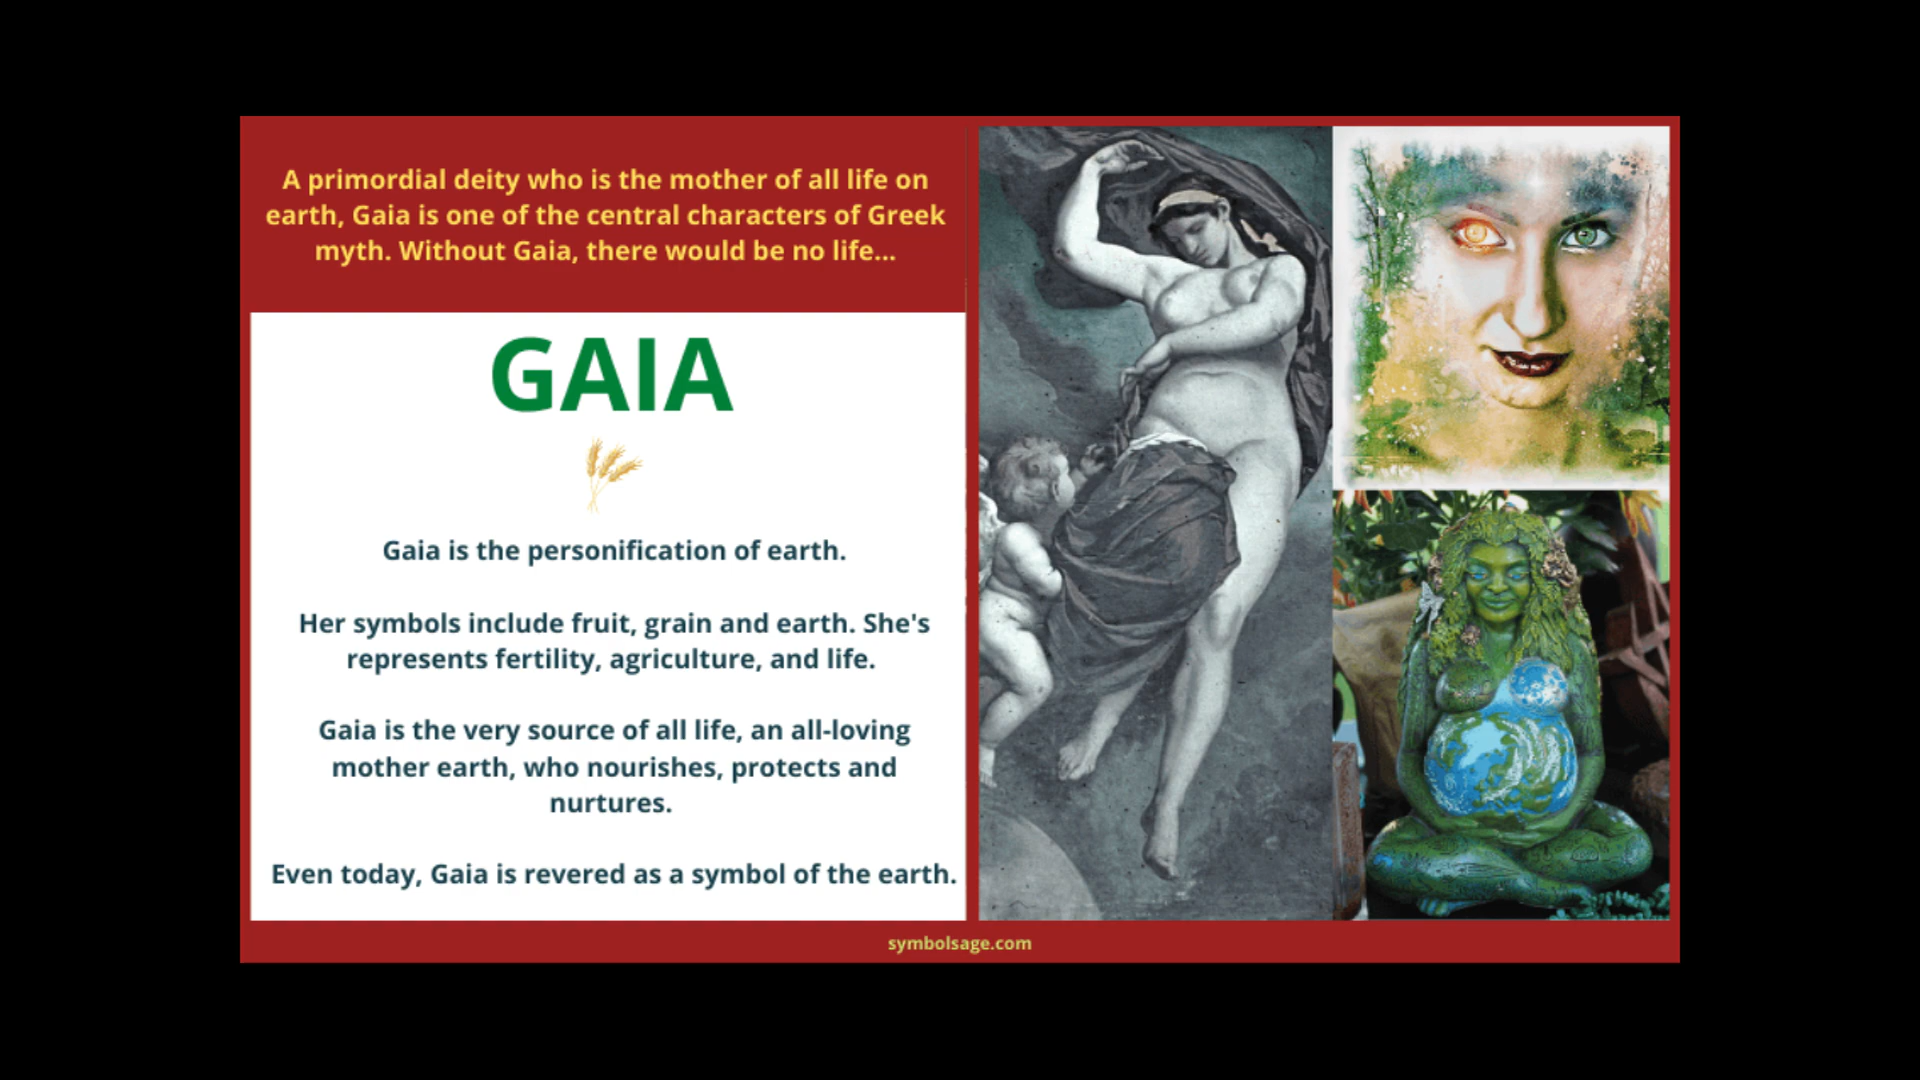 A primordial deity who is the mother of all life on
earth, Gaia is one of the central characters of Greek
myth. Without Gaia, there would be no life...
GAIA
Gaia is the personification of earth.
Her symbols include fruit, grain and earth. She's
represents fertility, agriculture, and life.
Gaia is the very source of all life, an all-loving
mother earth, who nourishes, protects and
nurtures.
Even today, Gaia is revered as a symbol of the earth.
symbolsage.com